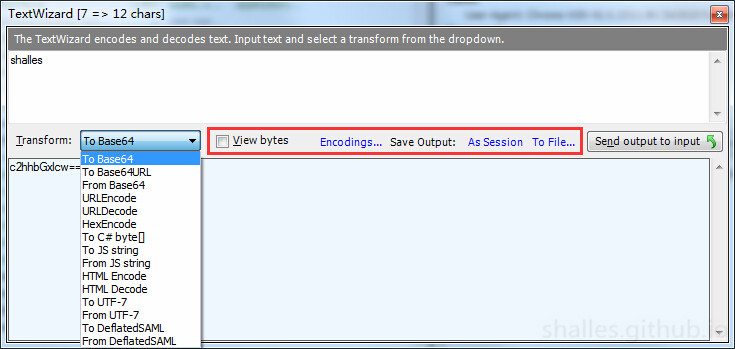 TextWizard [7 => 12 chars]
The TextWizard encodes and decodes text. Input text and select a transform from the dropdown.
shalles
Transform: To Base64 View bytes Encodings... Save Output: As Session To File... Send output to input
c2hhbGxlcw==
To Base64
To Base64URL
From Base64
URLEncode
URLDecode
HexEncode
To C# byte[]
To JS string
From JS string
HTML Encode
HTML Decode
To UTF-7
From UTF-7
To DeflatedSAML
From DeflatedSAML
shalles.github.io